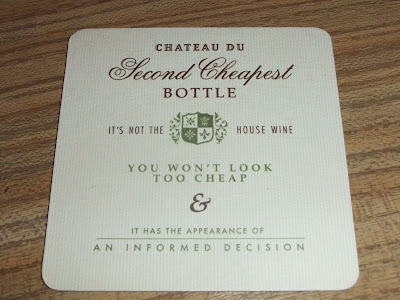 CHATEAU DU
Second Cheapest
BOTTLE
IT'S NOT THE HOUSE WINE
YOU WON'T LOOK
TOO CHEAP
&
IT HAS THE APPEARANCE OF
AN INFORMED DECISION